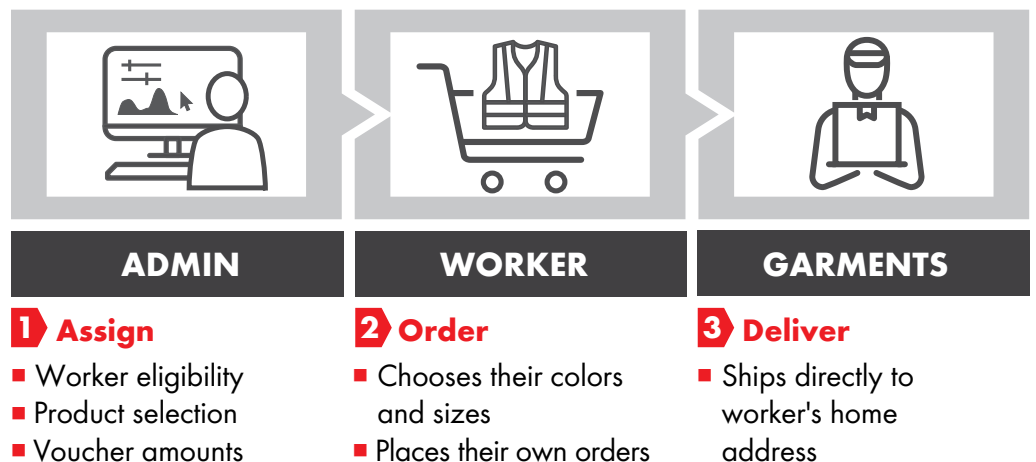 ADMIN
WORKER
GARMENTS
1 Assign
Worker eligibility
Product selection
Voucher amounts
2 Order
Chooses their colors
and sizes
Places their own orders
3 Deliver
Ships directly to
worker's home
address